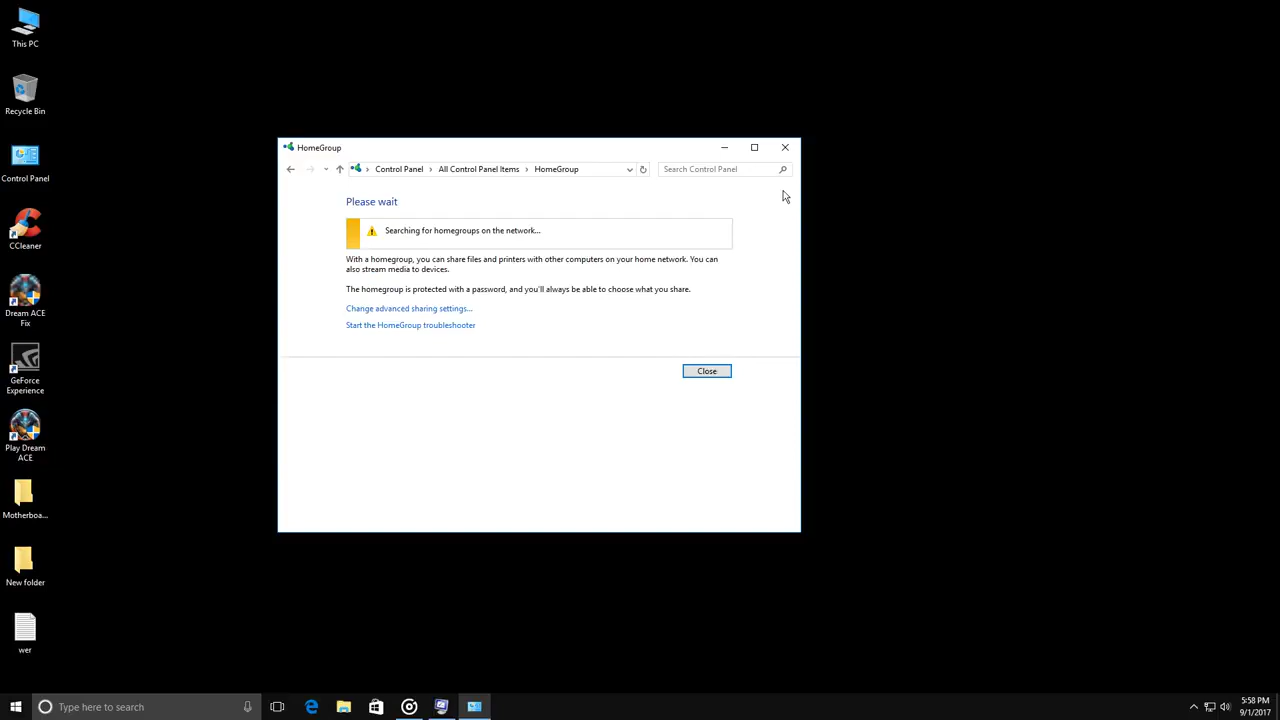 This PC
Recycle Bin
Control Panel
CCleaner
Dream ACE
Fix
GeForce
Experience
Play Dream
ACE
Motherboa...
New folder
wer
HomeGroup
Control Panel › All Control Panel Items › HomeGroup
Search Control Panel
Please wait
Searching for homegroups on the network...
With a homegroup, you can share files and printers with other computers on your home network. You can
also stream media to devices.
The homegroup is protected with a password, and you'll always be able to choose what you share.
Change advanced sharing settings...
Start the HomeGroup troubleshooter
Close
Type here to search
5:58 PM
9/1/2017